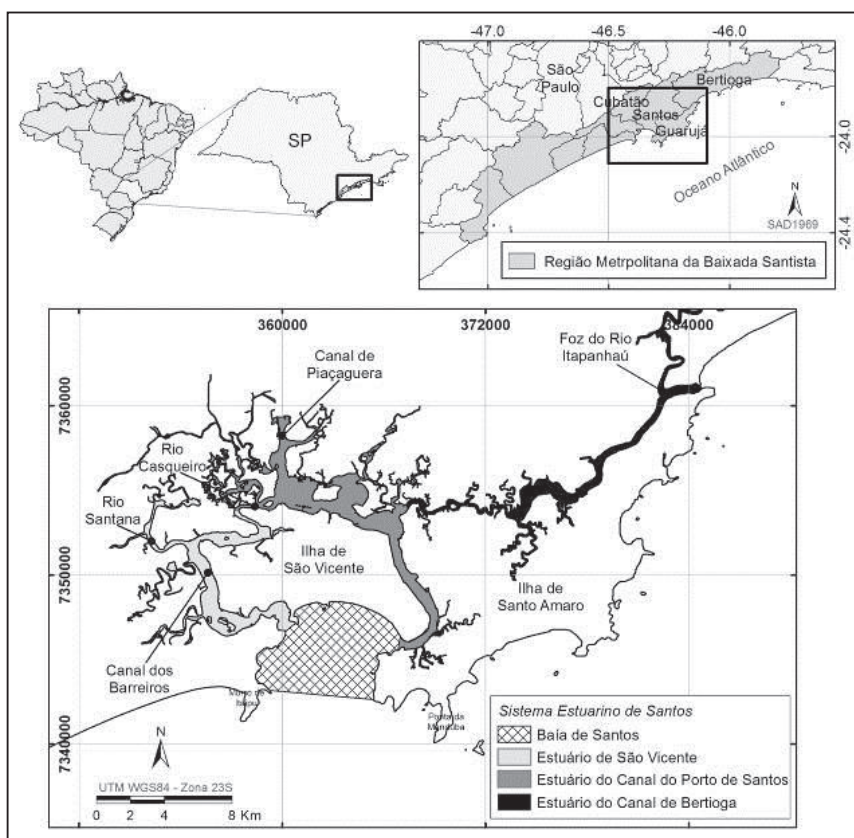 -47.0
-46.5
-46.0
São
Paulo
Bertioga
Cubatão
Santos
Guarujá
SP
Oceano Atlântico
-24.0
-24.4
N
SAD1969
Região Metrpolitana da Baixada Santista
360000
372000
384000
Canal de
Piaçaguera
Foz do Rio
Itapanhaú
7360000
Rio
Casqueiro
Rio
Santana
Ilha de
São Vicente
7350000
Ilha de
Santo Amaro
Canal dos
Barreiros
Ponta da
7340000
N
UTM WGS84 - Zona 23S
0 2 4 8 Km
Sistema Estuarino de Santos
Baía de Santos
Estuário de São Vicente
Estuário do Canal do Porto de Santos
Estuário do Canal de Bertioga